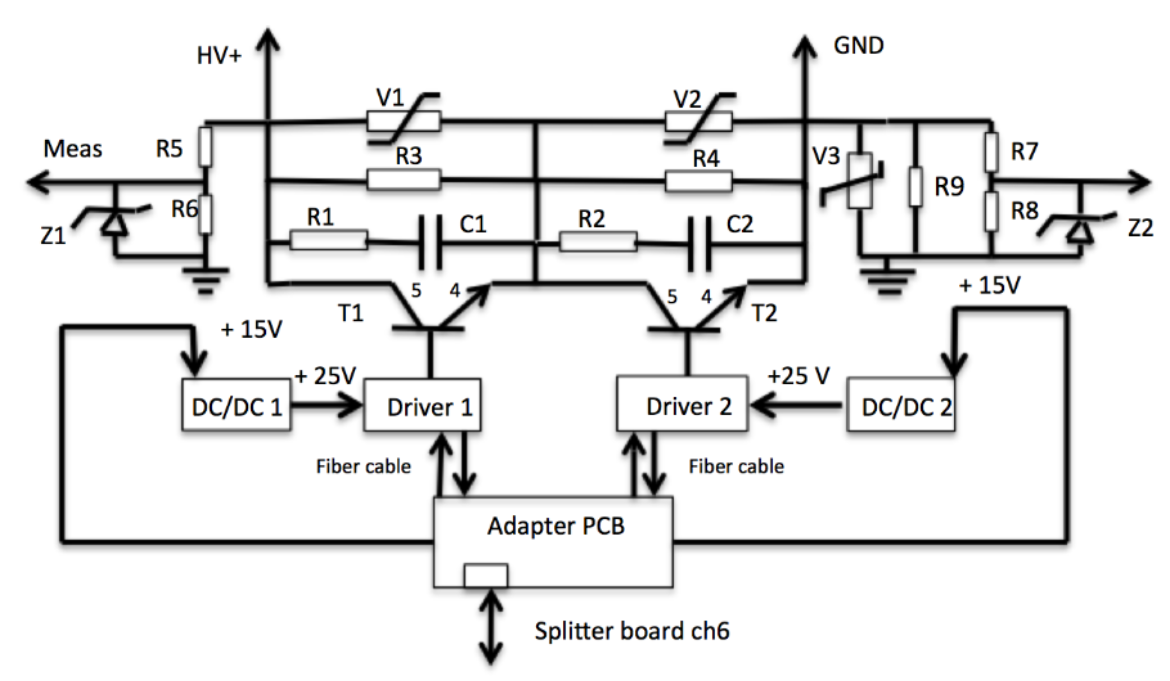 HV+
GND
V1
V2
Meas
R5
R3
R4
V3
R7
R9
R6
R1
C1
R2
C2
R8
Z1
Z2
5
4
5
4
+ 15V
T1
T2
+ 15V
+ 25V
+25 V
DC/DC 1
Driver 1
Driver 2
DC/DC 2
Fiber cable
Fiber cable
Adapter PCB
Splitter board ch6